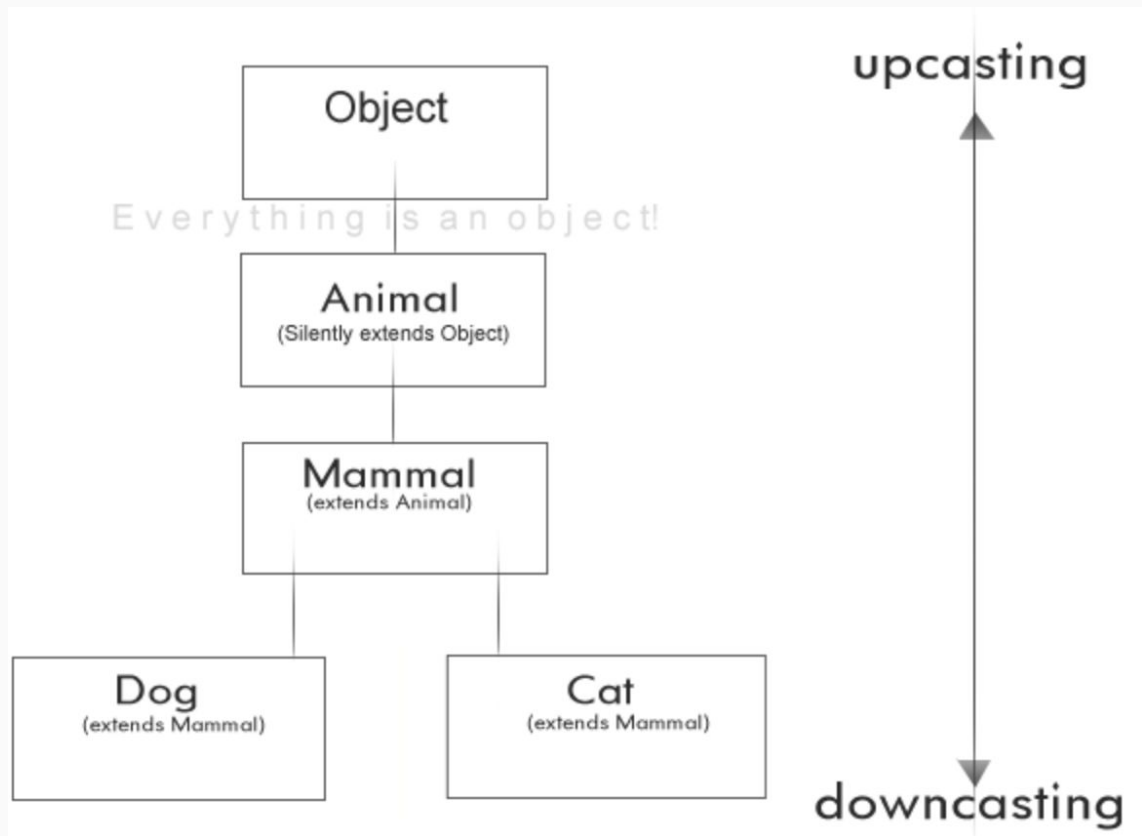 upcasting
Object
Everything is an object!
Animal
(Silently extends Object)
Mammal
(extends Animal)
Dog
(extends Mammal)
Cat
(extends Mammal)
downcasting